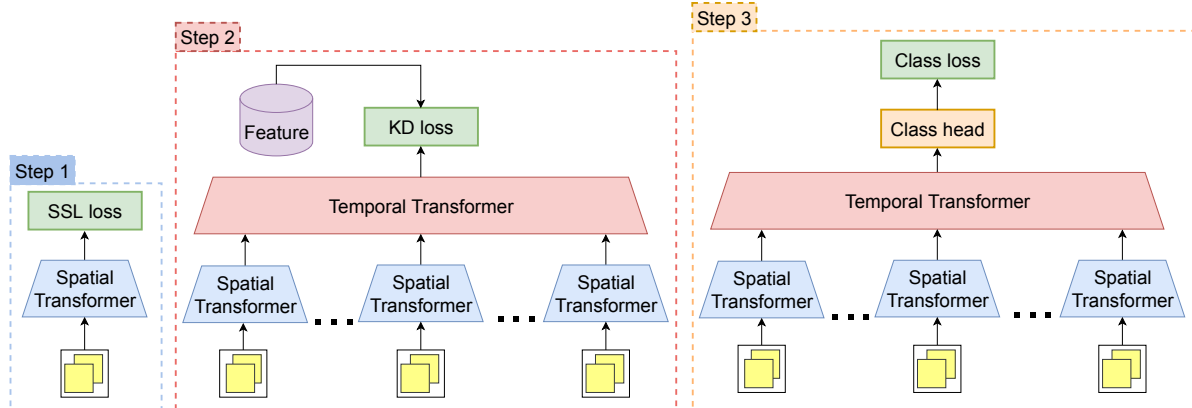 Step 1
SSL loss
Spatial
Transformer
Step 2
Feature
KD loss
Temporal Transformer
Spatial
Transformer
Spatial
Transformer
Spatial
Transformer
Step 3
Class loss
Class head
Temporal Transformer
Spatial
Transformer
Spatial
Transformer
Spatial
Transformer